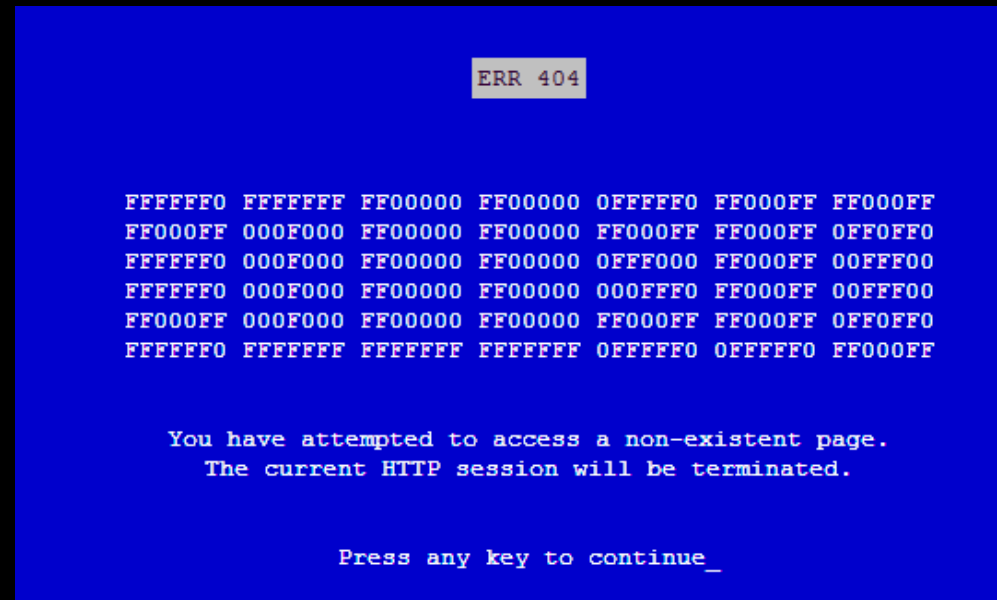 ERR 404
FFFFFF0 FFFFFFF FF00000 FF00000 0FFFFF0 FF000FF FF000FF
FF000FF 000F000 FF00000 FF00000 FF000FF FF000FF 0FF0FF0
FFFFFF0 000F000 FF00000 FF00000 0FFF000 FF000FF 00FFF00
FFFFFF0 000F000 FF00000 FF00000 000FFF0 FF000FF 00FFF00
FF000FF 000F000 FF00000 FF00000 FF000FF FF000FF 0FF0FF0
FFFFFF0 FFFFFFF FFFFFFF FFFFFFF 0FFFFF0 0FFFFF0 FF000FF
You have attempted to access a non-existent page.
The current HTTP session will be terminated.
Press any key to continue_